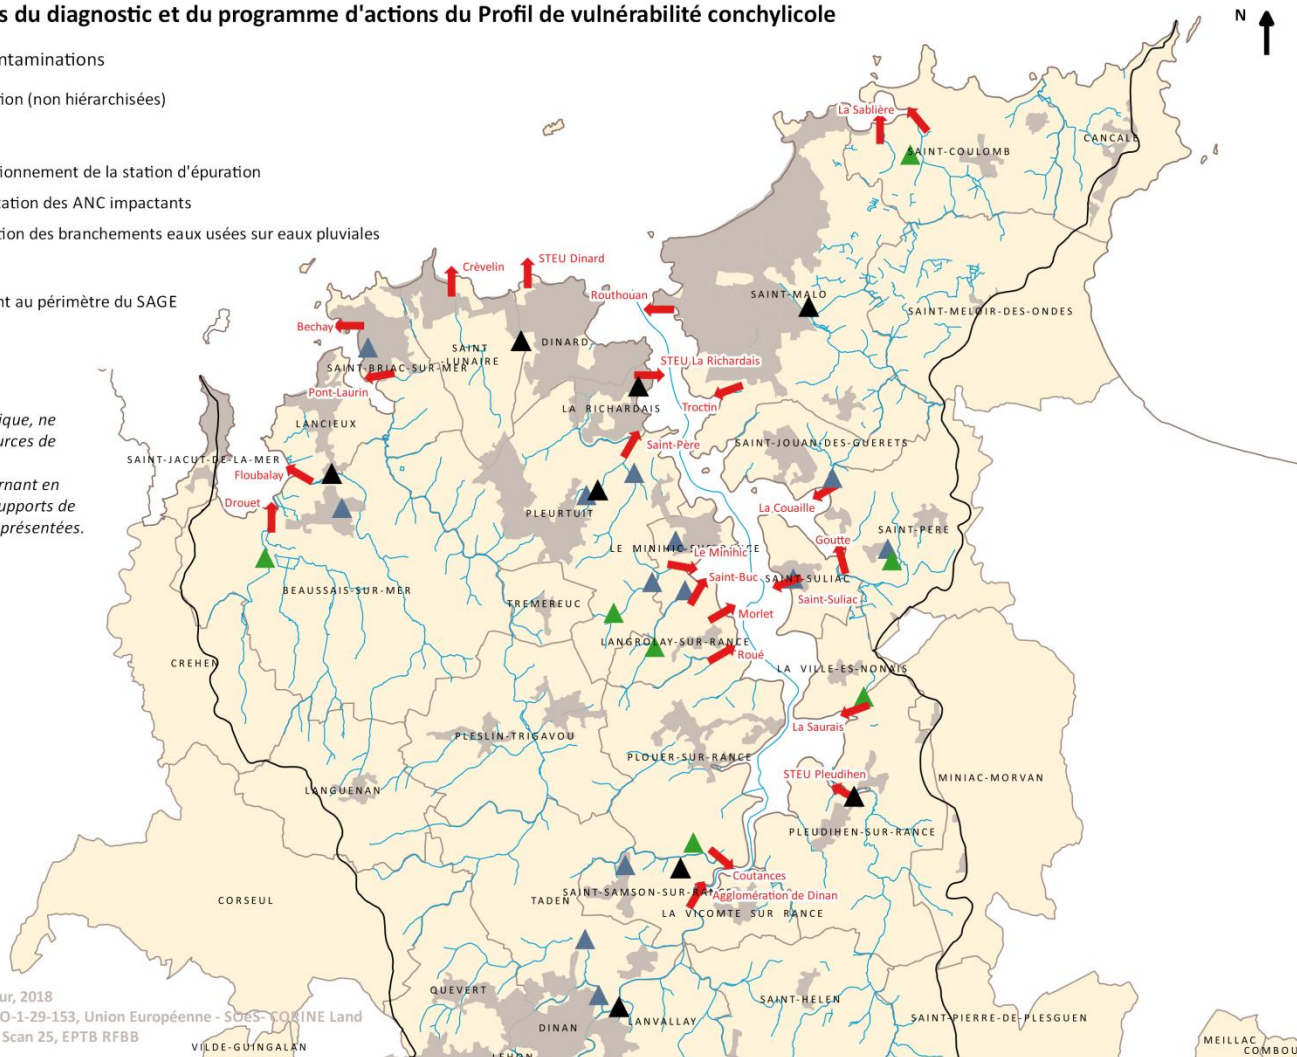 s du diagnostic et du programme d'actions du Profil de vulnérabilité conchylicole
N
ntaminations
tion (non hiérarchisées)
ionnement de la station d'épuration
tation des ANC impactants
tion des branchements eaux usées sur eaux pluviales
nt au périmètre du SAGE
ique, ne
urces de
rnant en
upports de
présentées.
La Sablière
CANCALE
SAINT-COULOMB
STEU Dinard
Crèvelin
Routhouan
SAINT-MALO
SAINT-MELOIR-DES-ONDES
Bechay
DINARD
SAINT
-LUNAIRE
STEU La Richardais
SAINT-BRIAC-SUR-MER
Pont-Laurin
Troctin
LA RICHARDAIS
LANCIEUX
Saint-Père
SAINT-JOUAN-DES-GUERETS
SAINT-JACUT-DE-LA-MER
Floubalay
Drouet
La Couaille
PLEURTUIT
SAINT-PERE
Goutte
Le Minihic
Saint-Buc
SAINT-SULIAC
BEAUSSAIS-SUR-MER
Saint-Suliac
TREMEREUC
Morlet
LANGROLAY-SUR-RANCE
Roué
CREHEN
LA VILLE-ES-NONAIS
La Saurais
PLESLIN-TRIGAVOU
PLOUER-SUR-RANCE
STEU Pleudihen
MINIAC-MORVAN
LANGUENAN
PLEUDIHEN-SUR-RANCE
Coutances
SAINT-SAMSON-SUR-RANCE
Agglomération de Dinan
CORSEUL
TADEN
LA VICOMTE SUR RANCE
QUEVERT
SAINT-HELEN
ur, 2018
O-1-29-153, Union Européenne - SOeS- CORINE Land
SAINT-PIERRE-DE-PLESGUEN
LANVALLAY
DINAN
Scan 25, EPTB RFBB
VILDE-GUINGALAN
LEHON
MEILLAC
COMBOU